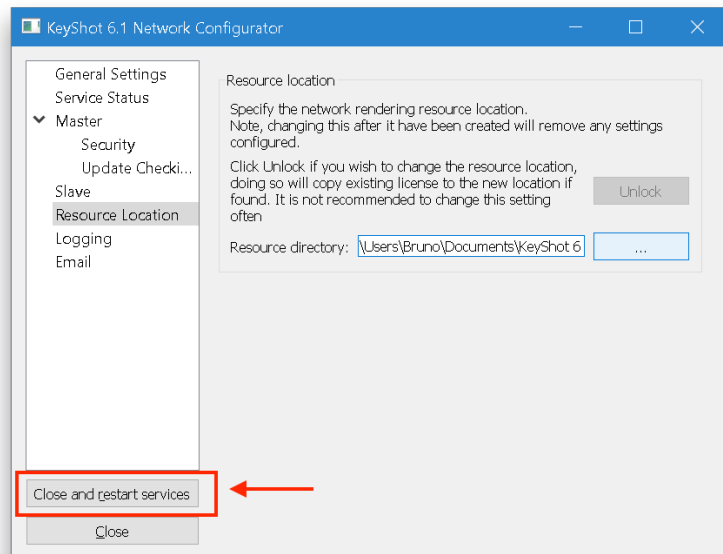 KeyShot 6.1 Network Configurator
General Settings
Service Status
Master
Security
Update Checki...
Slave
Resource Location
Logging
Email
Close and restart services
Close
Resource location
Specify the network rendering resource location.
Note, changing this after it have been created will remove any settings
configured.
Click Unlock if you wish to change the resource location,
doing so will copy existing license to the new location if
found. It is not recommended to change this setting
often
Unlock
Resource directory: \Users\Bruno\Documents\KeyShot 6 ...